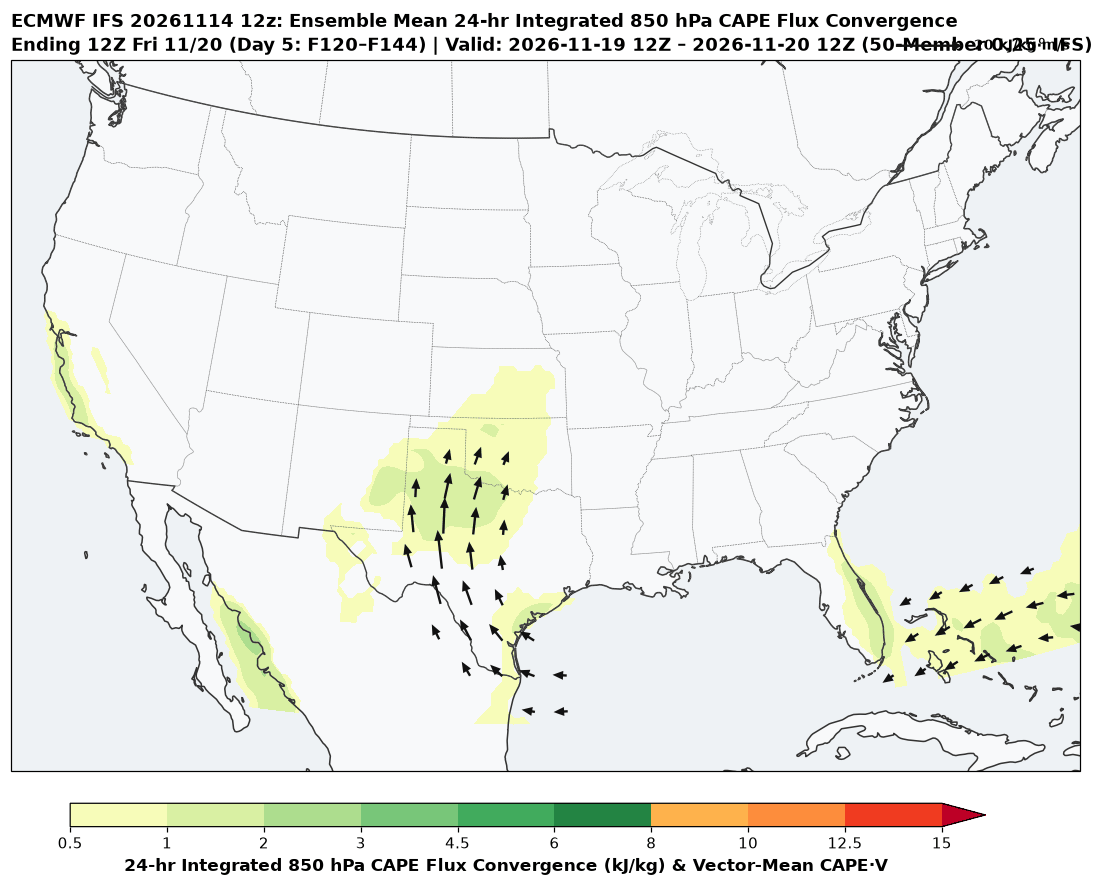 ECMWF IFS 20261114 12z: Ensemble Mean 24-hr Integrated 850 hPa CAPE Flux Convergence
Ending 12Z Fri 11/20 (Day 5: F120–F144) | Valid: 2026-11-19 12Z – 2026-11-20 12Z (50-Member 0.25° IFS)
0.5 1 2 3 4.5 6 8 10 12.5 15
24-hr Integrated 850 hPa CAPE Flux Convergence (kJ/kg) & Vector-Mean CAPE·V